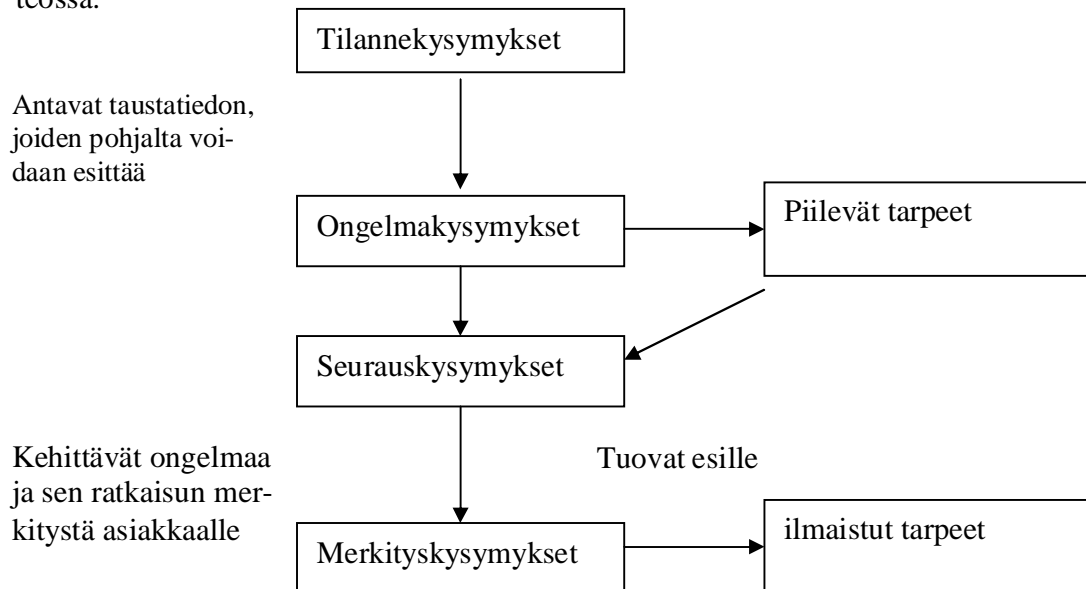 teossa.
Tilannekysymykset
Antavat taustatiedon,
joiden pohjalta voi-
daan esittää
Ongelmakysymykset
Piilevät tarpeet
Seurauskysymykset
Kehittävät ongelmaa
ja sen ratkaisun mer-
kitystä asiakkaalle
Tuovat esille
Merkityskysymykset
ilmaistut tarpeet